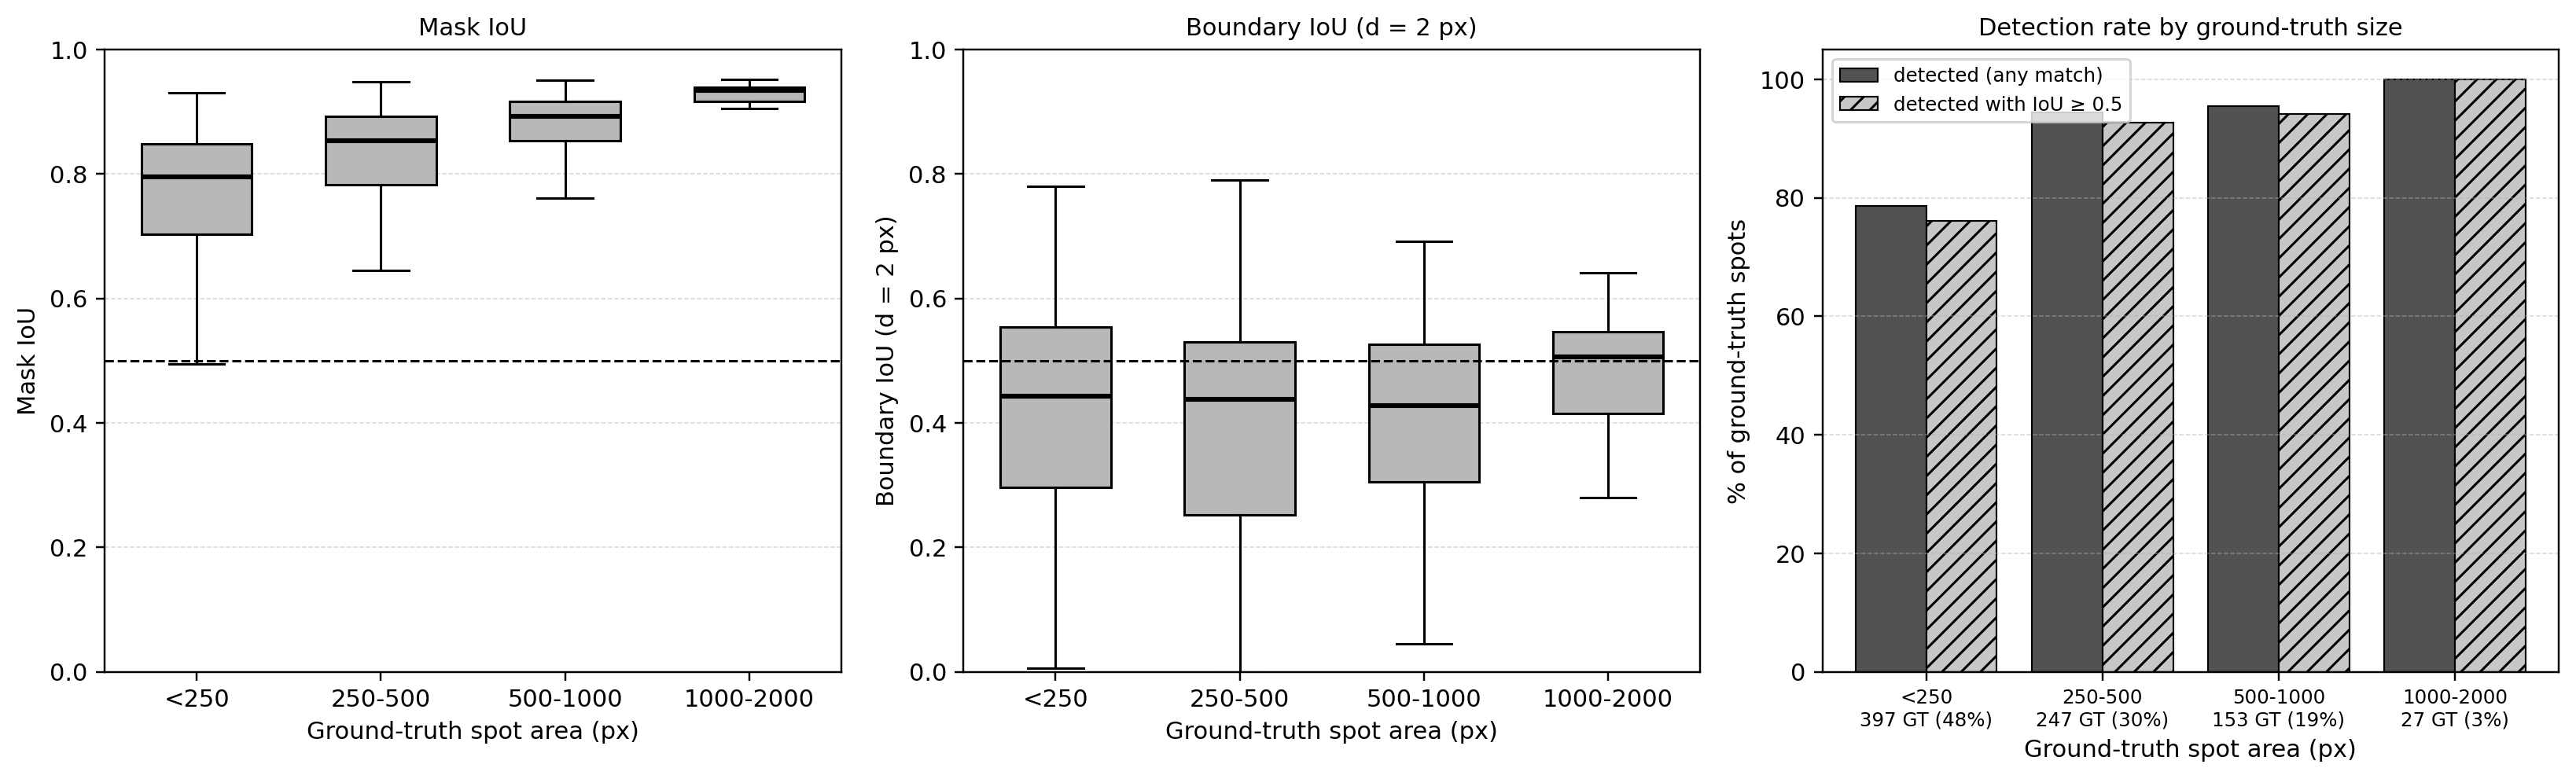 Mask IoU
Mask IoU
1.0
0.8
0.6
0.4
0.2
0.0
<250
250-500
500-1000
1000-2000
Ground-truth spot area (px)
Boundary IoU (d = 2 px)
Boundary IoU (d = 2 px)
1.0
0.8
0.6
0.4
0.2
0.0
<250
250-500
500-1000
1000-2000
Ground-truth spot area (px)
Detection rate by ground-truth size
detected (any match)
detected with IoU ≥ 0.5
% of ground-truth spots
100
80
60
40
20
0
<250
397 GT (48%)
250-500
247 GT (30%)
500-1000
153 GT (19%)
1000-2000
27 GT (3%)
Ground-truth spot area (px)